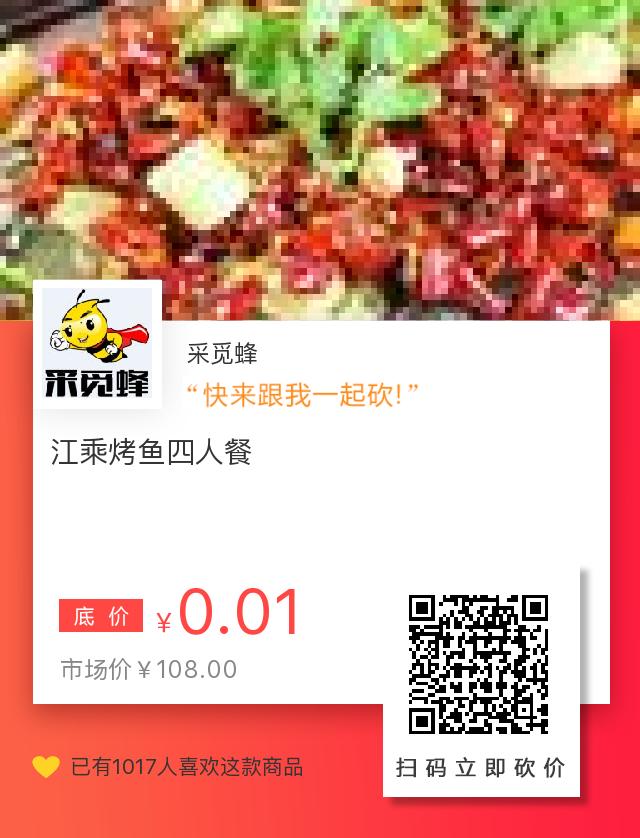 采觅蜂
采觅蜂
“快来跟我一起砍！”
江乘烤鱼四人餐
底价 ¥0.01
市场价¥108.00
已有1017人喜欢这款商品
扫码立即砍价